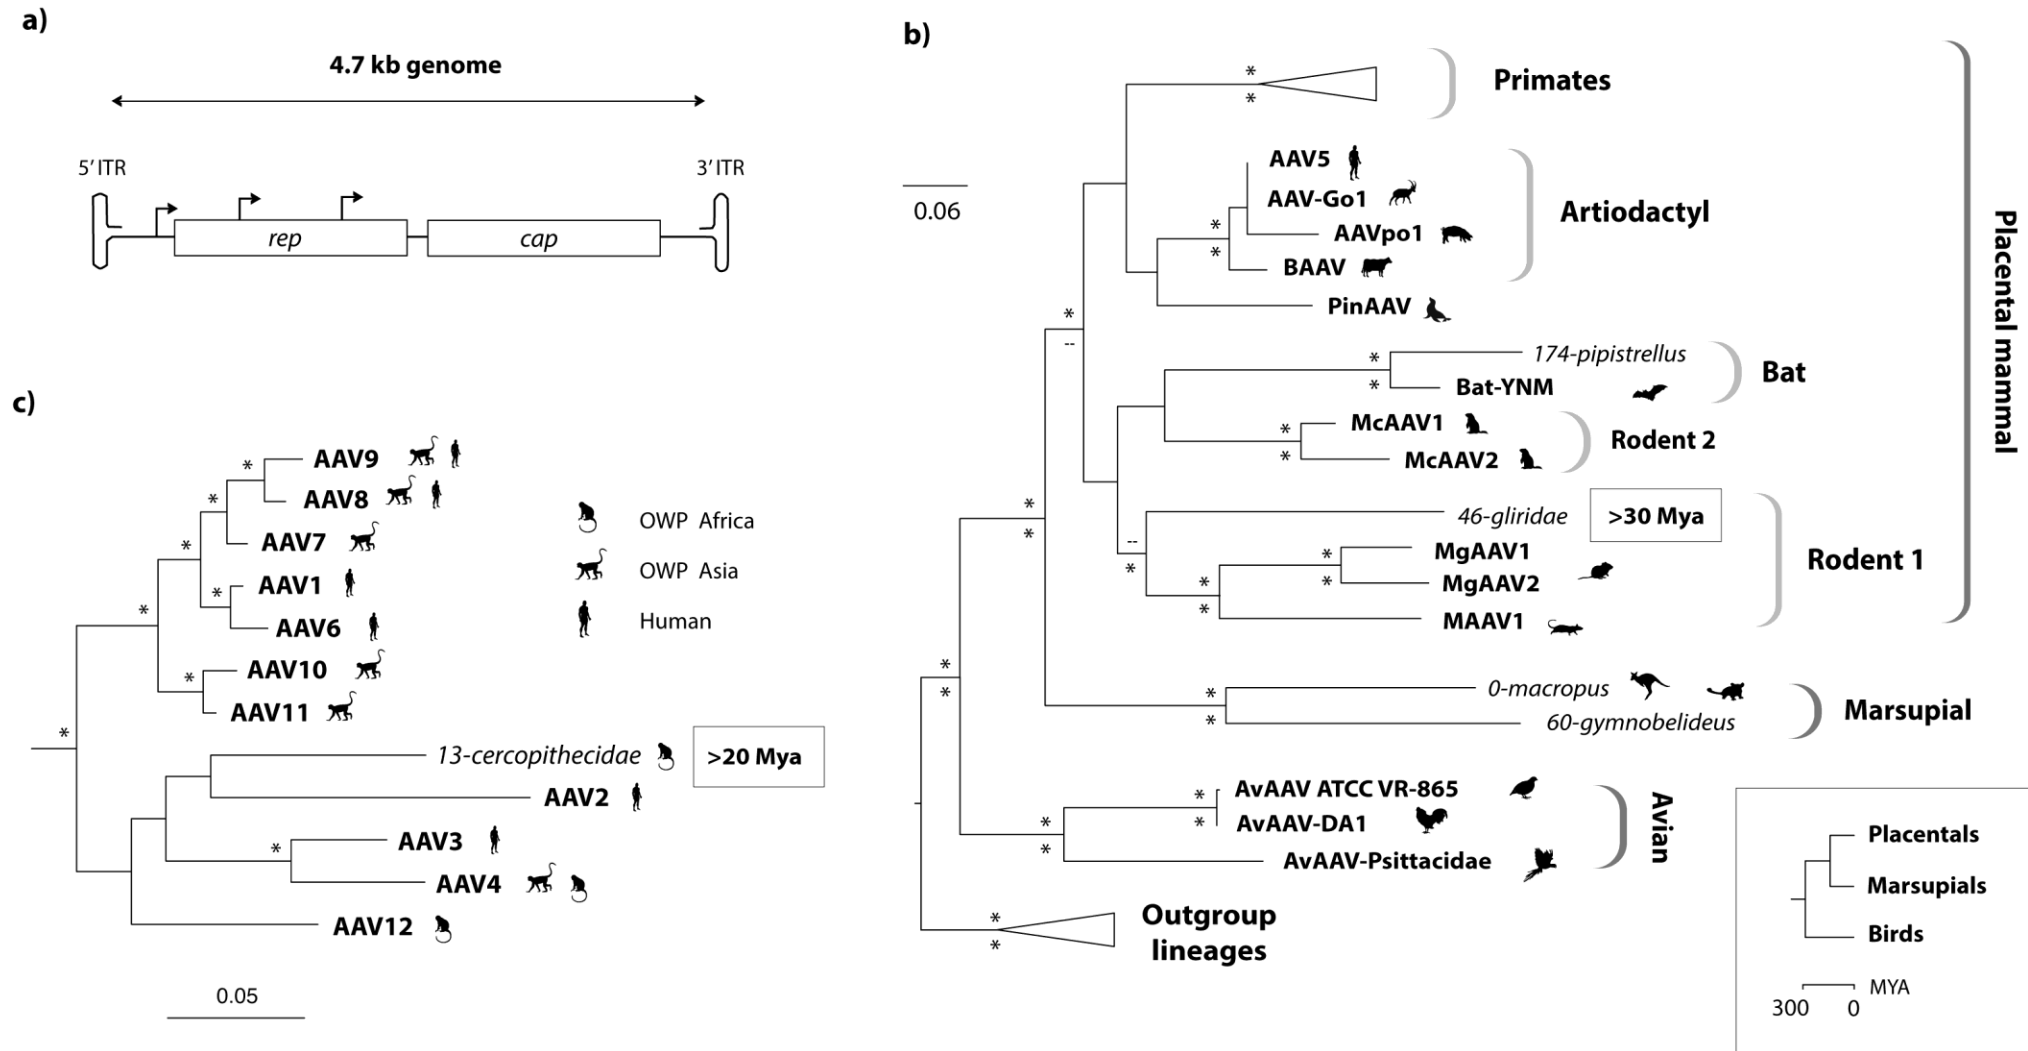 a)
4.7 kb genome
5’ ITR
3’ ITR
rep
cap
b)
*
*
Primates
AAV5
AAV-Go1
*
*
AAVpo1
BAAV
Artiodactyl
PinAAV
0.06
*
--
*
*
174-pipistrellus
Bat-YNM
Bat
*
*
McAAV1
McAAV2
Rodent 2
*
*
46-gliridae
>30 Mya
--
*
*
*
MgAAV1
MgAAV2
*
*
MAAV1
Rodent 1
Placental mammal
*
*
*
*
0-macropus
60-gymnobelideus
Marsupial
*
*
*
*
AvAAV ATCC VR-865
AvAAV-DA1
AvAAV-Psittacidae
Avian
*
*
Outgroup
lineages
Placentals
Marsupials
Birds
MYA
300 0
c)
*
AAV9
*
AAV8
*
AAV7
*
AAV1
*
AAV6
*
AAV10
AAV11
*
13-cercopithecidae
>20 Mya
AAV2
*
AAV3
AAV4
AAV12
OWP Africa
OWP Asia
Human
0.05